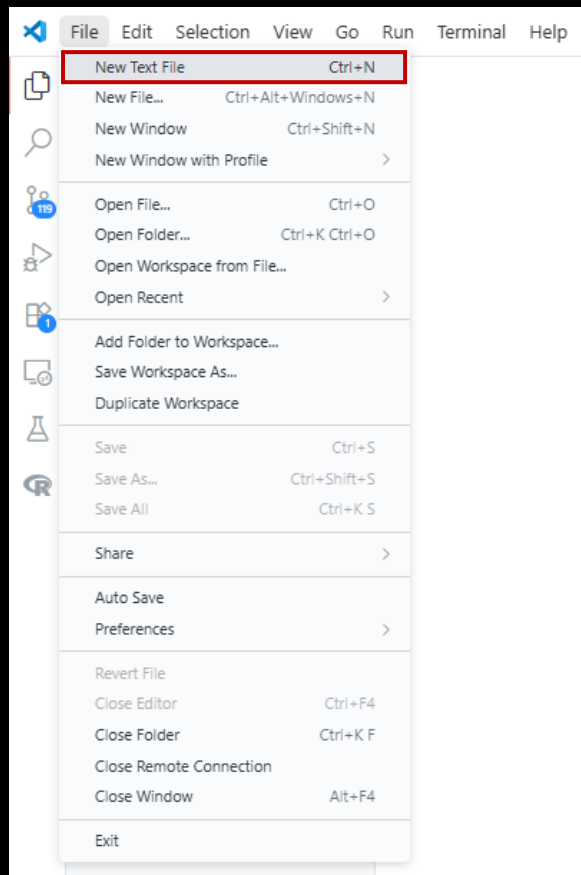 File Edit Selection View Go Run Terminal Help
New Text File Ctrl+N
New File... Ctrl+Alt+Windows+N
New Window Ctrl+Shift+N
New Window with Profile
119
Open File... Ctrl+O
Open Folder... Ctrl+K Ctrl+O
Open Workspace from File...
Open Recent
1
Add Folder to Workspace...
Save Workspace As...
Duplicate Workspace
Save Ctrl+S
Save As... Ctrl+Shift+S
R
Save All Ctrl+K S
Share
Auto Save
Preferences
Revert File
Close Editor Ctrl+F4
Close Folder Ctrl+K F
Close Remote Connection
Close Window Alt+F4
Exit